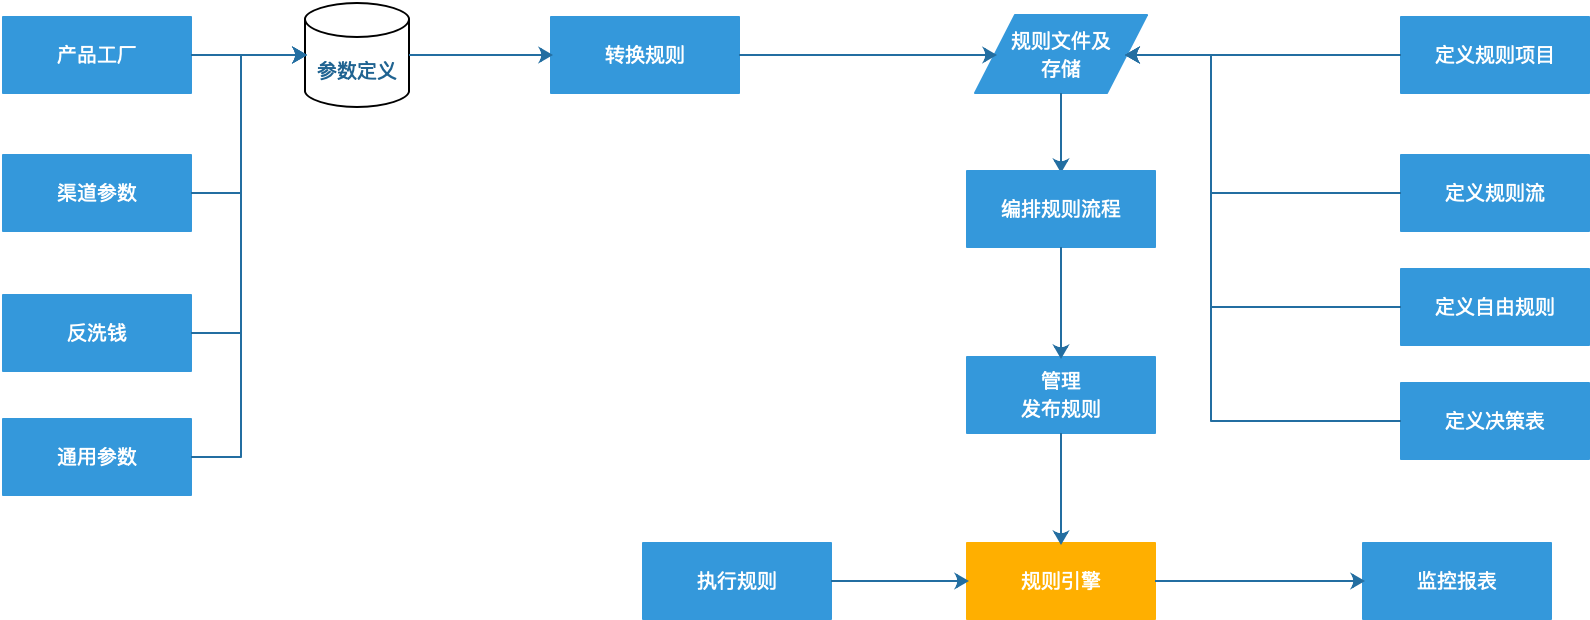 产品工厂
参数定义
转换规则
规则文件及
存储
定义规则项目
渠道参数
编排规则流程
定义规则流
反洗钱
定义自由规则
管理
发布规则
通用参数
定义决策表
执行规则
规则引擎
监控报表